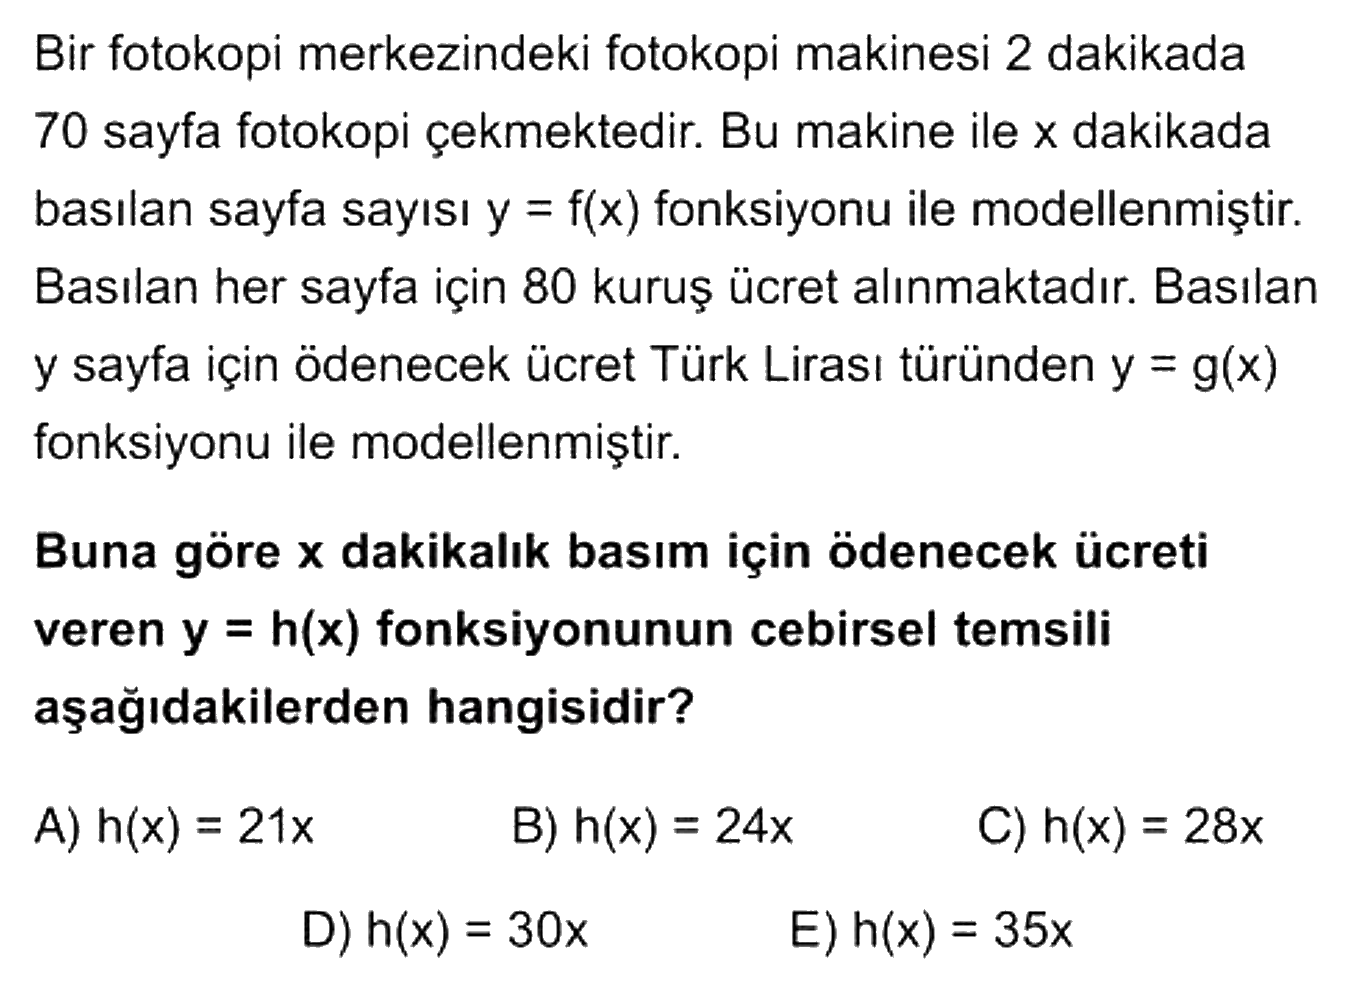 Bir fotokopi merkezindeki fotokopi makinesi 2 dakikada
70 sayfa fotokopi çekmektedir. Bu makine ile x dakikada
basılan sayfa sayısı y = f(x) fonksiyonu ile modellenmiştir.
Basılan her sayfa için 80 kuruş ücret alınmaktadır. Basılan
y sayfa için ödenecek ücret Türk Lirası türünden y = g(x)
fonksiyonu ile modellenmiştir.
Buna göre x dakikalık basım için ödenecek ücreti
veren y = h(x) fonksiyonunun cebirsel temsili
aşağıdakilerden hangisidir?
A) h(x) = 21x B) h(x) = 24x C) h(x) = 28x
D) h(x) = 30x E) h(x) = 35x